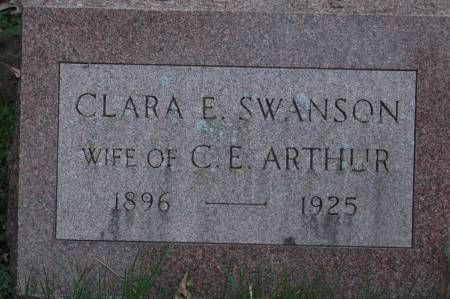 CLARA E. SWANSON
WIFE OF C. E. ARTHUR
1896 — 1925